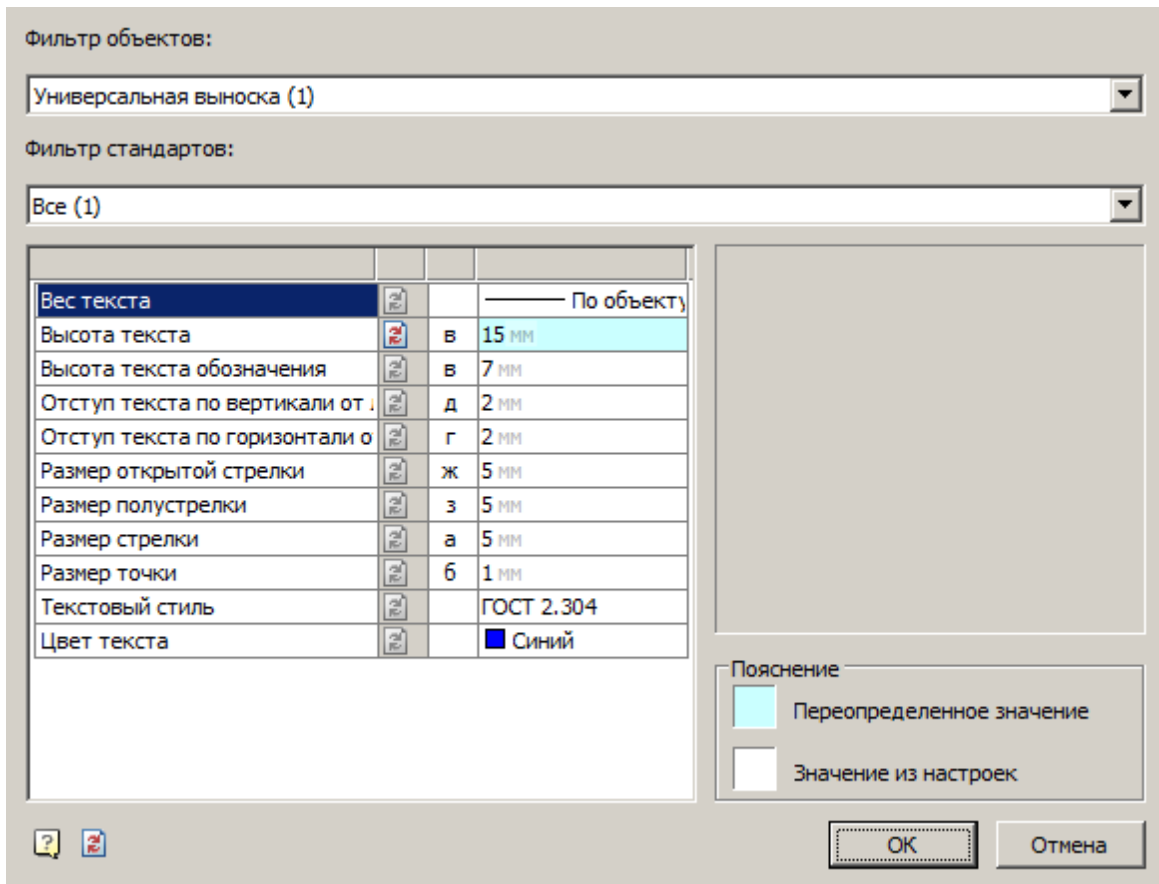 Фильтр объектов:
Универсальная выноска (1)
Фильтр стандартов:
Все (1)
Вес текста По объекту
Высота текста в 15 мм
Высота текста обозначения в 7 мм
Отступ текста по вертикали от д 2 мм
Отступ текста по горизонтали г 2 мм
Размер открытой стрелки ж 5 мм
Размер полустрелки з 5 мм
Размер стрелки а 5 мм
Размер точки б 1 мм
Текстовый стиль ГОСТ 2.304
Цвет текста Синий
Пояснение
Переопределенное значение
Значение из настроек
?
ОК Отмена